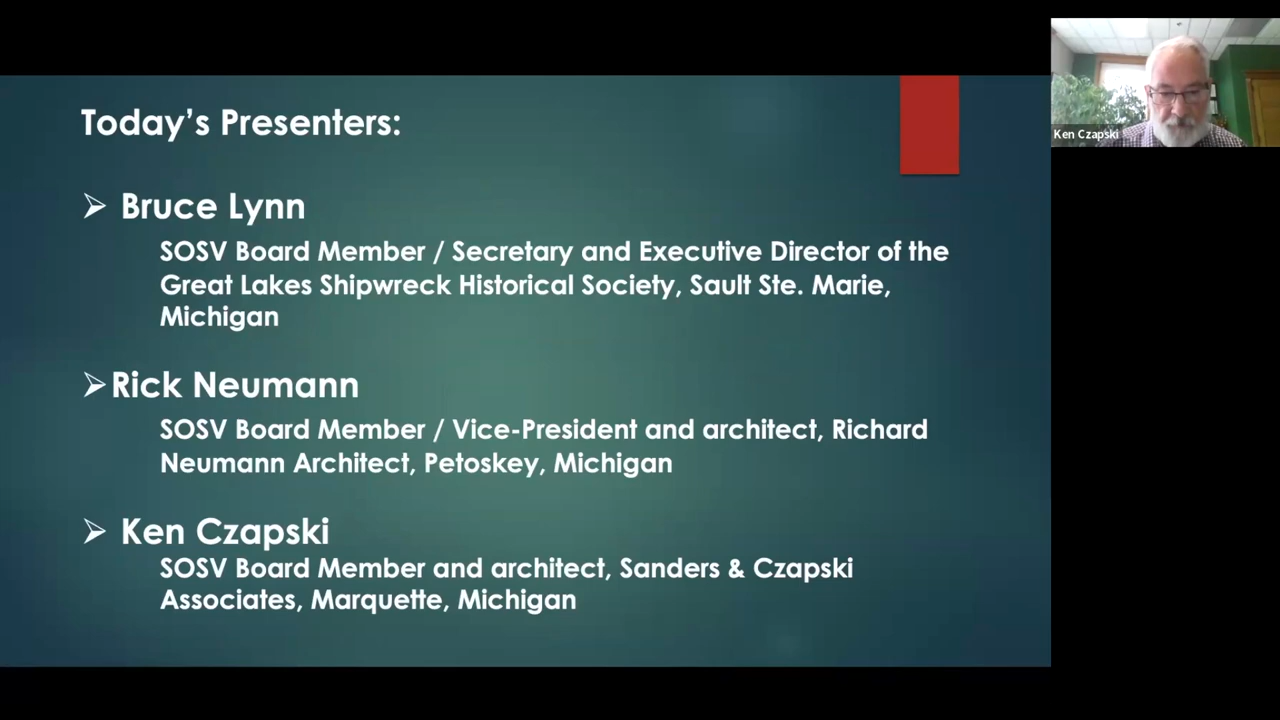 Today's Presenters:
➢ Bruce Lynn
SOSV Board Member / Secretary and Executive Director of the
Great Lakes Shipwreck Historical Society, Sault Ste. Marie,
Michigan
➢Rick Neumann
SOSV Board Member / Vice-President and architect, Richard
Neumann Architect, Petoskey, Michigan
➢ Ken Czapski
SOSV Board Member and architect, Sanders & Czapski
Associates, Marquette, Michigan
Ken Czapski